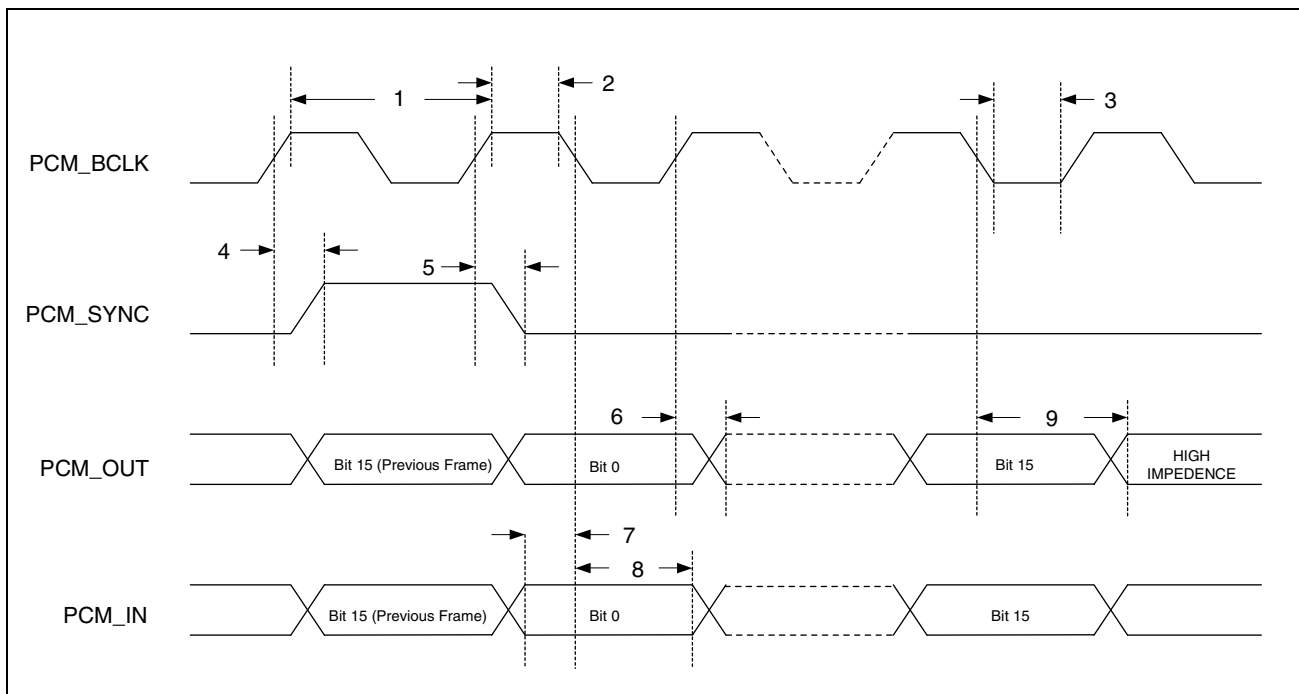 1
2
3
PCM_BCLK
4
5
PCM_SYNC
6
9
PCM_OUT
Bit 15 (Previous Frame)
Bit 0
Bit 15
HIGH
IMPEDENCE
7
8
PCM_IN
Bit 15 (Previous Frame)
Bit 0
Bit 15